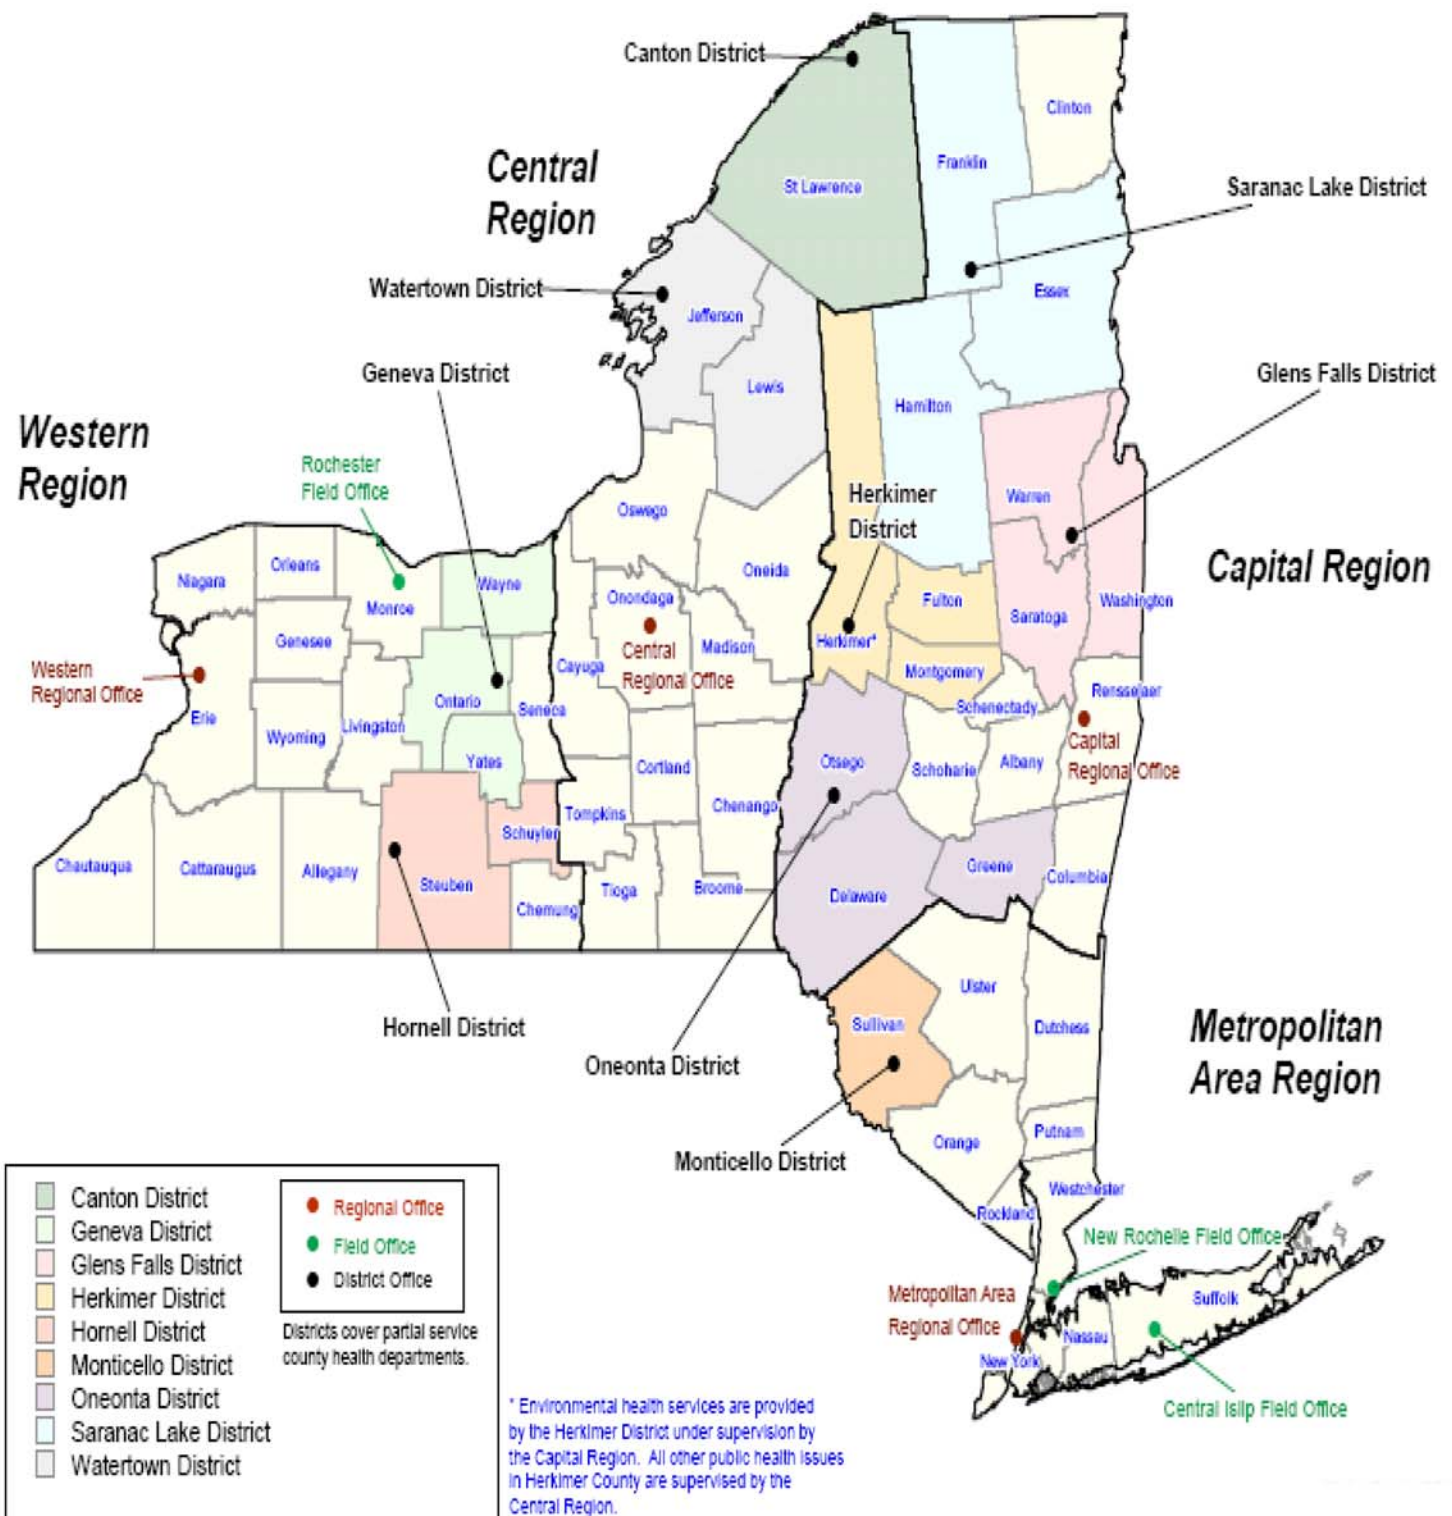 Canton District
Clinton
Central
Region
Franklin
St Lawrence
Saranac Lake District
Watertown District
Jefferson
Essex
Geneva District
Lewis
Glens Falls District
Hamilton
Western
Region
Rochester
Field Office
Herkimer
District
Warren
Oswego
Capital Region
Niagara
Orleans
Wayne
Oneida
Monroe
Onondaga
Fulton
Saratoga
Washington
Genesee
Herkimer*
Central
Regional Office
Madison
Cayuga
Montgomery
Western
Regional Office
Ontario
Seneca
Schenectady
Rensselaer
Erie
Wyoming
Livingston
Capital
Regional Office
Yates
Cortland
Otsego
Schoharie
Albany
Tompkins
Chenango
Schuyler
Chautauqua
Cattaraugus
Allegany
Steuben
Tioga
Broome
Greene
Columbia
Delaware
Chemung
Ulster
Hornell District
Sullivan
Dutchess
Metropolitan
Area Region
Oneonta District
Orange
Putnam
Monticello District
Westchester
Rockland
New Rochelle Field Office
Metropolitan Area
Regional Office
Suffolk
Nassau
New York
Central Islip Field Office
Canton District
Geneva District
Glens Falls District
Herkimer District
Hornell District
Monticello District
Oneonta District
Saranac Lake District
Watertown District
Regional Office
Field Office
District Office
Districts cover partial service
county health departments.
* Environmental health services are provided
by the Herkimer District under supervision by
the Capital Region. All other public health issues
in Herkimer County are supervised by the
Central Region.